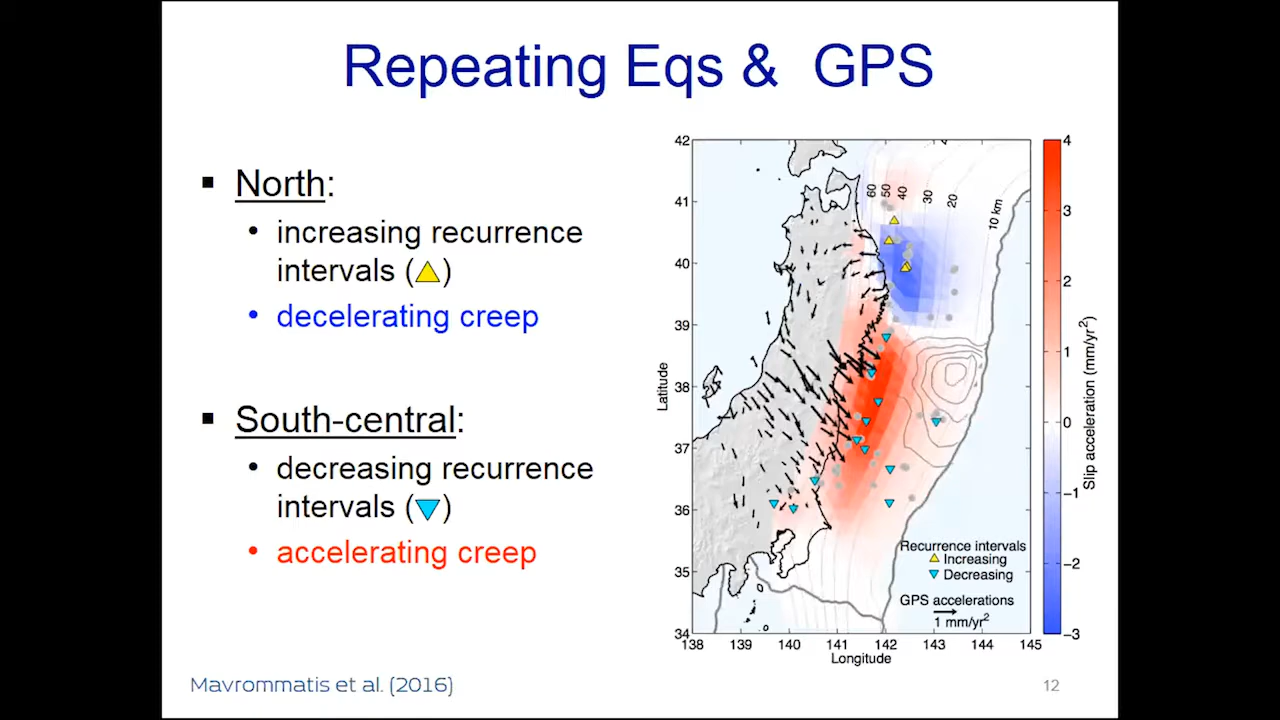 Repeating Eqs & GPS
▪ North:
• increasing recurrence
intervals (▲)
• decelerating creep
▪ South-central:
• decreasing recurrence
intervals (▼)
• accelerating creep
Mavrommatis et al. (2016)
12
42
41
40
39
38
37
36
35
34
Latitude
138 139 140 141 142 143 144 145
Longitude
60 50 40 30 20 10 km
Recurrence intervals
▲ Increasing
▼ Decreasing
GPS accelerations
1 mm/yr²
4
3
2
1
0
−1
−2
−3
Slip acceleration (mm/yr²)